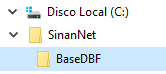 Disco Local (C:)
SinanNet
BaseDBF